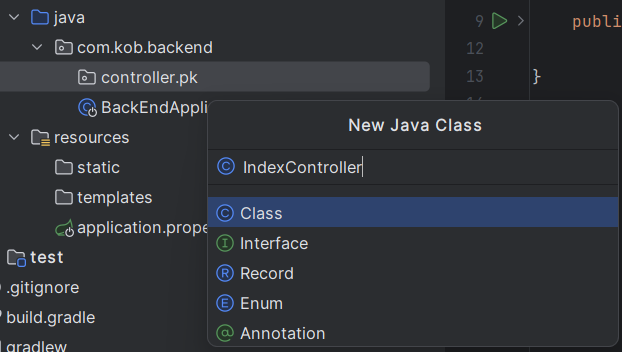 java
com.kob.backend
controller.pk
BackEndAppli
resources
static
templates
application.prope
test
.gitignore
build.gradle
gradlew
9 publi
12
13 }
New Java Class
C IndexController
C Class
I Interface
R Record
E Enum
@ Annotation